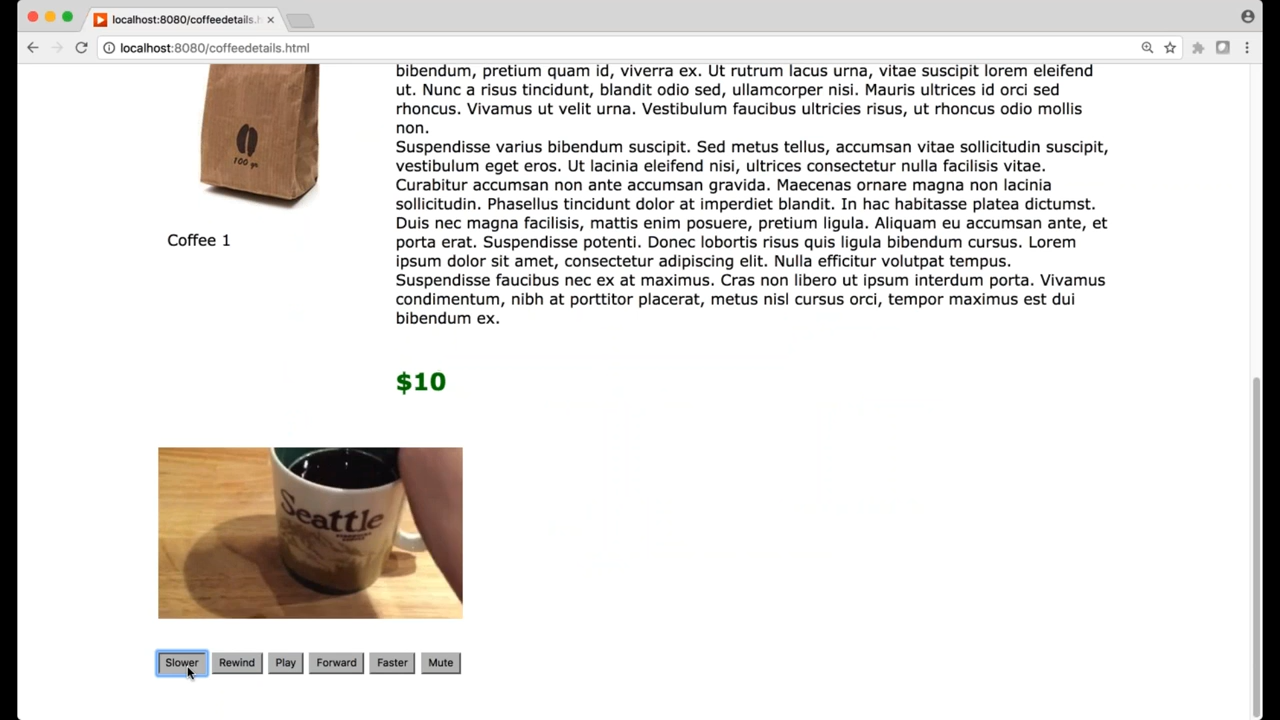 localhost:8080/coffeedetails.h
localhost:8080/coffeedetails.html
bibendum, pretium quam id, viverra ex. Ut rutrum lacus urna, vitae suscipit lorem eleifend
ut. Nunc a risus tincidunt, blandit odio sed, ullamcorper nisi. Mauris ultrices id orci sed
rhoncus. Vivamus ut velit urna. Vestibulum faucibus ultricies risus, ut rhoncus odio mollis
non.
Suspendisse varius bibendum suscipit. Sed metus tellus, accumsan vitae sollicitudin suscipit,
vestibulum eget eros. Ut lacinia eleifend nisi, ultrices consectetur nulla facilisis vitae.
Curabitur accumsan non ante accumsan gravida. Maecenas ornare magna non lacinia
sollicitudin. Phasellus tincidunt dolor at imperdiet blandit. In hac habitasse platea dictumst.
Duis nec magna facilisis, mattis enim posuere, pretium ligula. Aliquam eu accumsan ante, et
porta erat. Suspendisse potenti. Donec lobortis risus quis ligula bibendum cursus. Lorem
ipsum dolor sit amet, consectetur adipiscing elit. Nulla efficitur volutpat tempus.
Suspendisse faucibus nec ex at maximus. Cras non libero ut ipsum interdum porta. Vivamus
condimentum, nibh at porttitor placerat, metus nisl cursus orci, tempor maximus est dui
bibendum ex.
100 gr
Coffee 1
$10
Seattle
Slower Rewind Play Forward Faster Mute